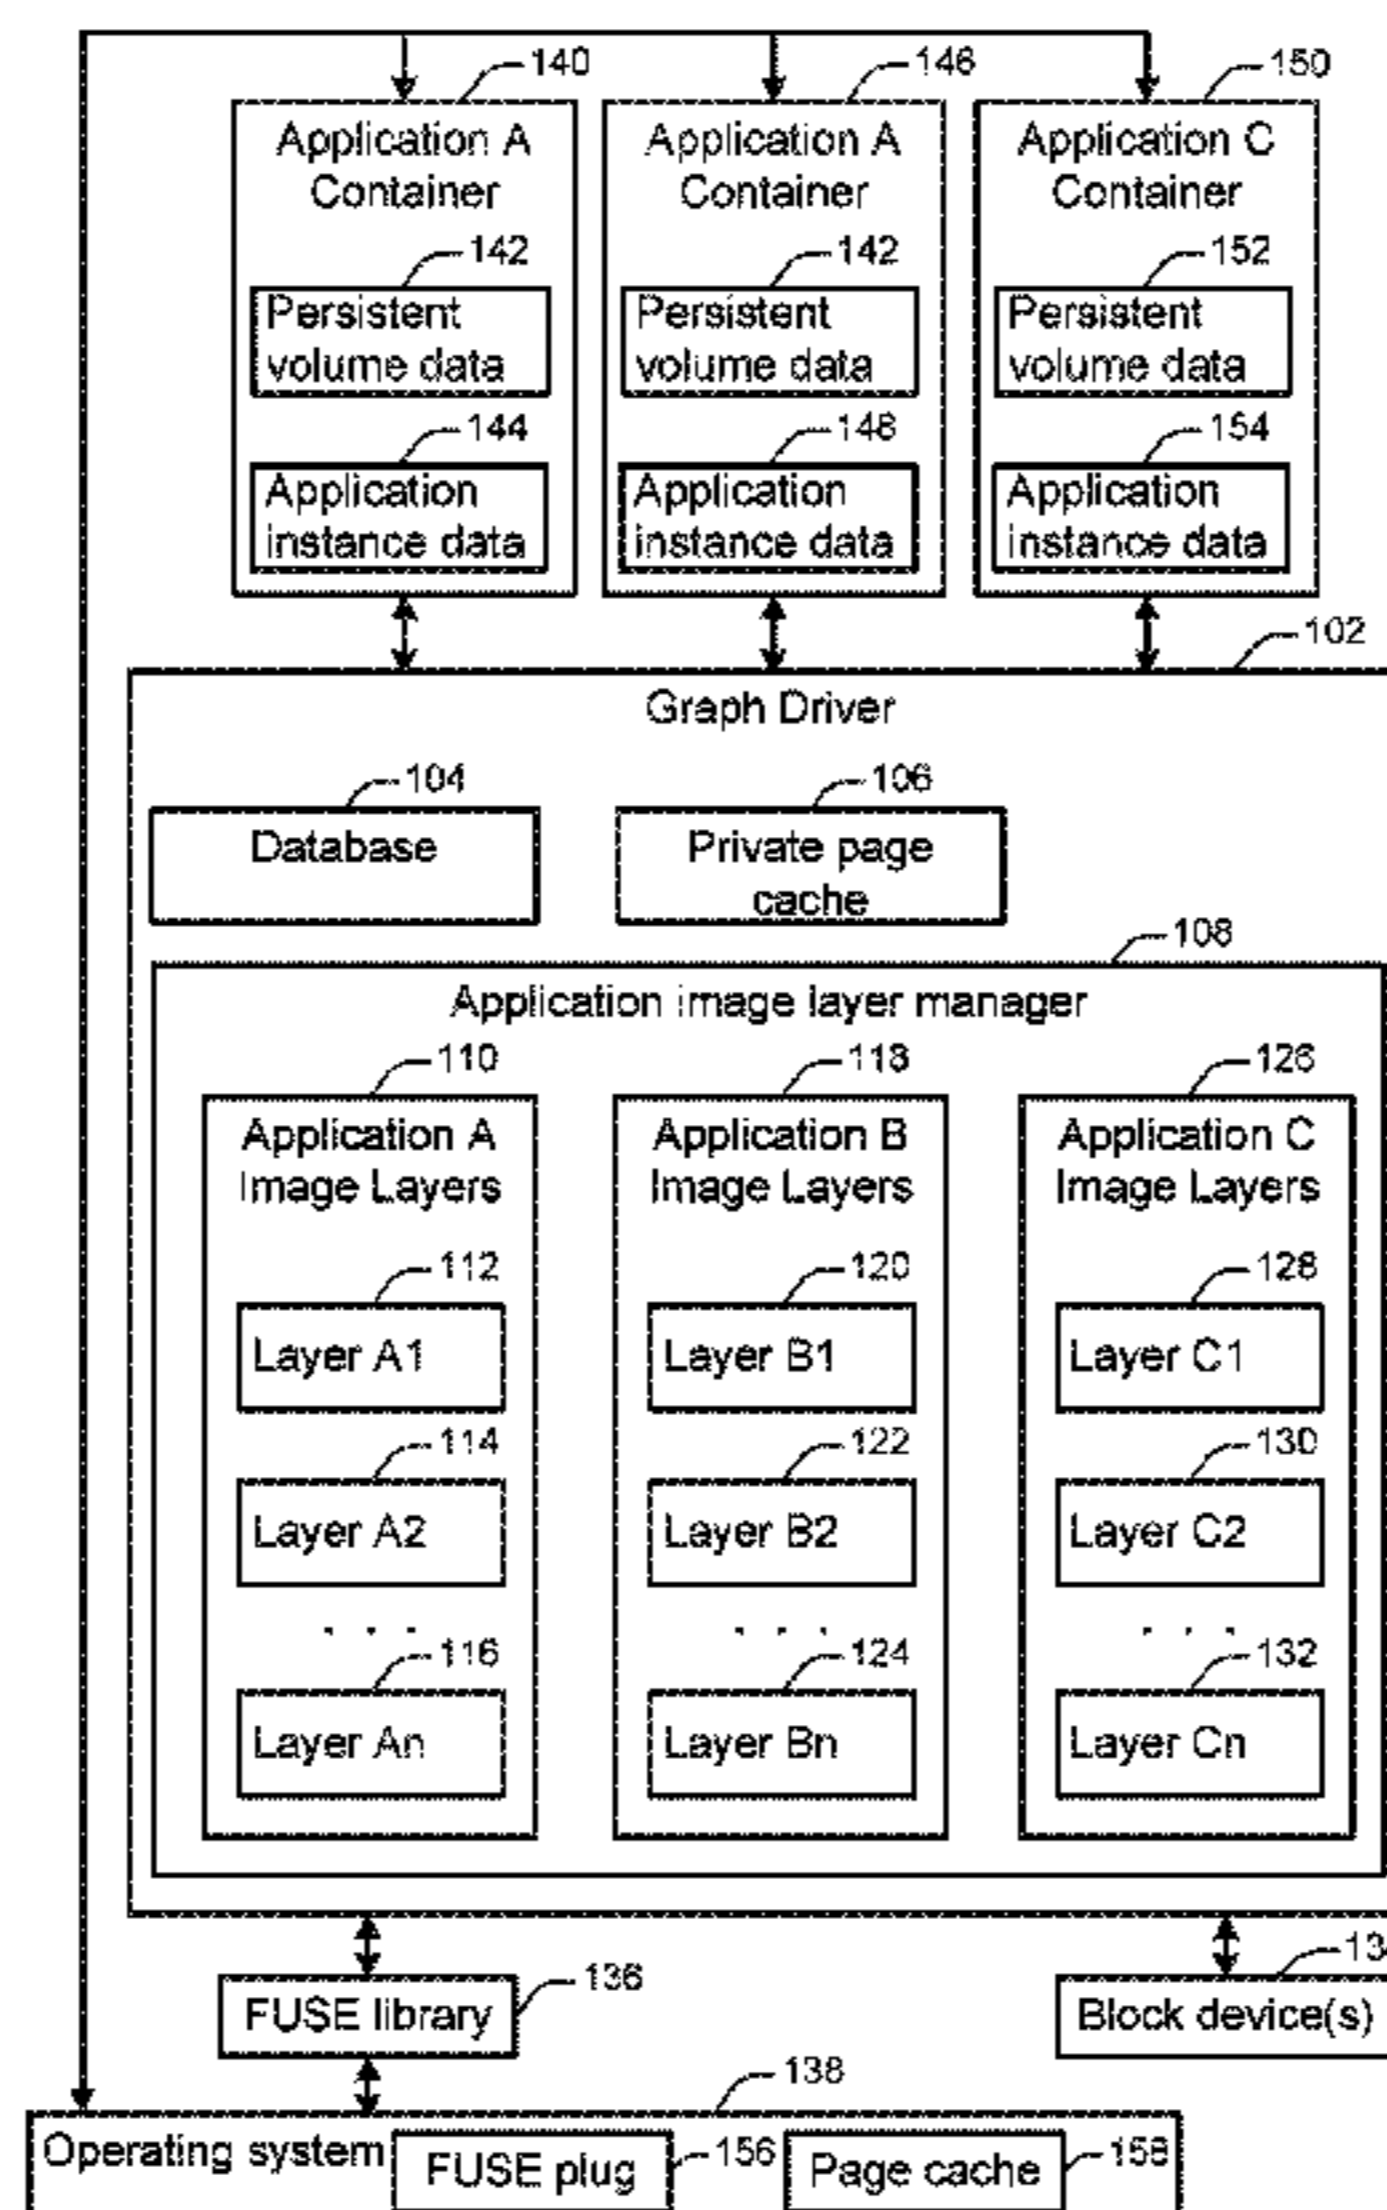 140
146
150
Application A
Container
Application A
Container
Application C
Container
142
142
152
Persistent
volume data
Persistent
volume data
Persistent
volume data
144
148
154
Application
instance data
Application
instance data
Application
instance data
102
Graph Driver
104
106
Database
Private page
cache
108
Application image layer manager
110
118
126
Application A
Image Layers
Application B
Image Layers
Application C
Image Layers
112
120
128
Layer A1
Layer B1
Layer C1
114
122
130
Layer A2
Layer B2
Layer C2
. . .
. . .
. . .
116
124
132
Layer An
Layer Bn
Layer Cn
136
FUSE library
Block device(s)
138
Operating system
FUSE plug
156
Page cache
158